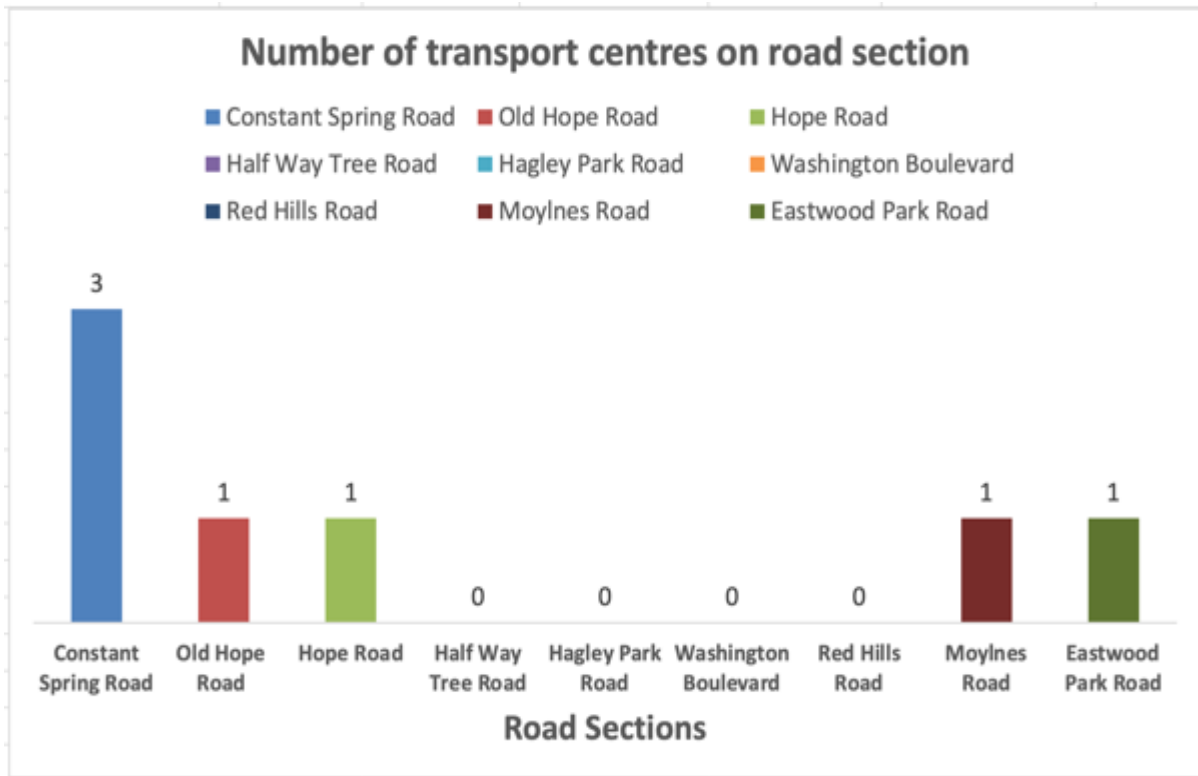 Number of transport centres on road section
Constant Spring Road Old Hope Road Hope Road
Half Way Tree Road Hagley Park Road Washington Boulevard
Red Hills Road Moylnes Road Eastwood Park Road
3
1 1 1 1
0 0 0 0
Constant Old Hope Hope Road Half Way Hagley Park Washington Red Hills Moylnes Eastwood
Spring Road Road Tree Road Road Boulevard Road Road Park Road
Road Sections